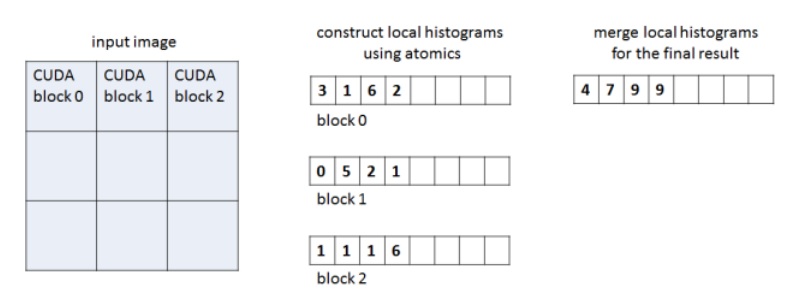 input image
CUDA block 0
CUDA block 1
CUDA block 2
construct local histograms
using atomics
3 1 6 2
block 0
0 5 2 1
block 1
1 1 1 6
block 2
merge local histograms
for the final result
4 7 9 9